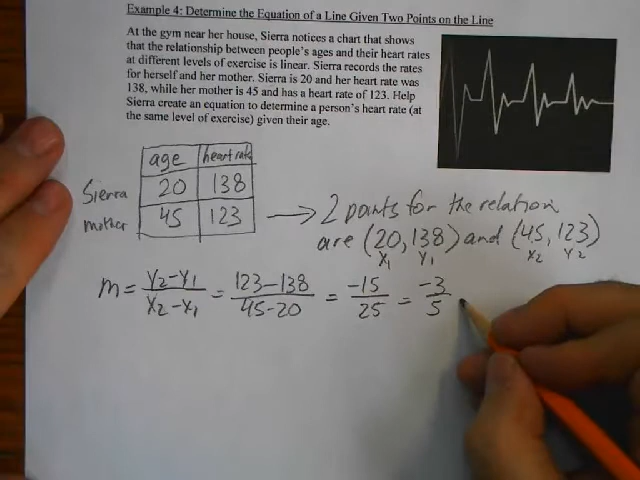 Example 4: Determine the Equation of a Line Given Two Points on the Line
At the gym near her house, Sierra notices a chart that shows
that the relationship between people's ages and their heart rates
at different levels of exercise is linear. Sierra records the rates
for herself and her mother. Sierra is 20 and her heart rate was
138, while her mother is 45 and has a heart rate of 123. Help
Sierra create an equation to determine a person's heart rate (at
the same level of exercise) given their age.
age heart rate
Sierra 20 138
mother 45 123
→ 2 points for the relation
are (20, 138) and (45, 123)
x₁ y₁ x₂ y₂
m = y₂-y₁ / x₂-x₁ = 123-138 / 45-20 = -15 / 25 = -3 / 5